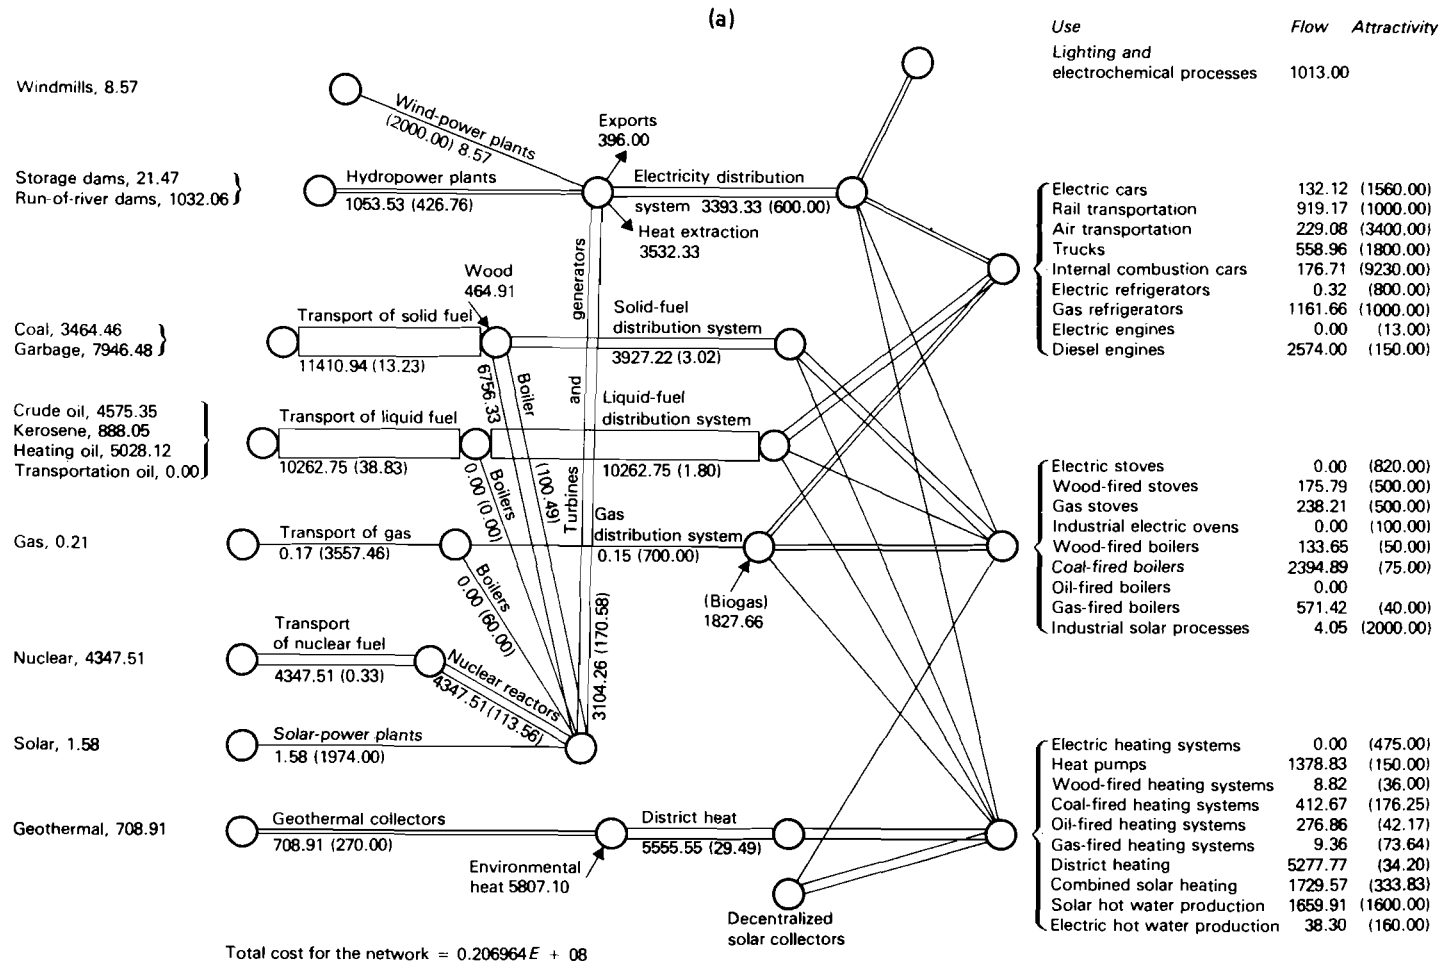 (a)
Use Flow Attractivity
Lighting and
electrochemical processes 1013.00
Windmills, 8.57
Wind-power plants
(2000.00) 8.57
Exports
396.00
Storage dams, 21.47
Run-of-river dams, 1032.06
Hydropower plants
1053.53 (426.76)
Electricity distribution
system 3393.33 (600.00)
Heat extraction
3532.33
Electric cars 132.12 (1560.00)
Rail transportation 919.17 (1000.00)
Air transportation 229.08 (3400.00)
Trucks 558.96 (1800.00)
Internal combustion cars 176.71 (9230.00)
Electric refrigerators 0.32 (800.00)
Gas refrigerators 1161.66 (1000.00)
Electric engines 0.00 (13.00)
Diesel engines 2574.00 (150.00)
Wood
464.91
Coal, 3464.46
Garbage, 7946.48
Transport of solid fuel
11410.94 (13.23)
Solid-fuel
distribution system
3927.22 (3.02)
6756.33
Boiler
(100.49)
Turbines and generators
3104.26 (170.58)
Crude oil, 4575.35
Kerosene, 888.05
Heating oil, 5028.12
Transportation oil, 0.00
Transport of liquid fuel
10262.75 (38.83)
Liquid-fuel
distribution system
10262.75 (1.80)
Boilers
0.00 (0.00)
Electric stoves 0.00 (820.00)
Wood-fired stoves 175.79 (500.00)
Gas stoves 238.21 (500.00)
Industrial electric ovens 0.00 (100.00)
Wood-fired boilers 133.65 (50.00)
Coal-fired boilers 2394.89 (75.00)
Oil-fired boilers 0.00
Gas-fired boilers 571.42 (40.00)
Industrial solar processes 4.05 (2000.00)
Gas, 0.21
Transport of gas
0.17 (3557.46)
Gas
distribution system
0.15 (700.00)
Boilers
0.00 (60.00)
(Biogas)
1827.66
Nuclear, 4347.51
Transport
of nuclear fuel
4347.51 (0.33)
Nuclear reactors
4347.51 (113.56)
Solar, 1.58
Solar-power plants
1.58 (1974.00)
Electric heating systems 0.00 (475.00)
Heat pumps 1378.83 (150.00)
Wood-fired heating systems 8.82 (36.00)
Coal-fired heating systems 412.67 (176.25)
Oil-fired heating systems 276.86 (42.17)
Gas-fired heating systems 9.36 (73.64)
District heating 5277.77 (34.20)
Combined solar heating 1729.57 (333.83)
Solar hot water production 1659.91 (1600.00)
Electric hot water production 38.30 (160.00)
Geothermal, 708.91
Geothermal collectors
708.91 (270.00)
District heat
5555.55 (29.49)
Environmental
heat 5807.10
Decentralized
solar collectors
Total cost for the network = 0.206964E + 08